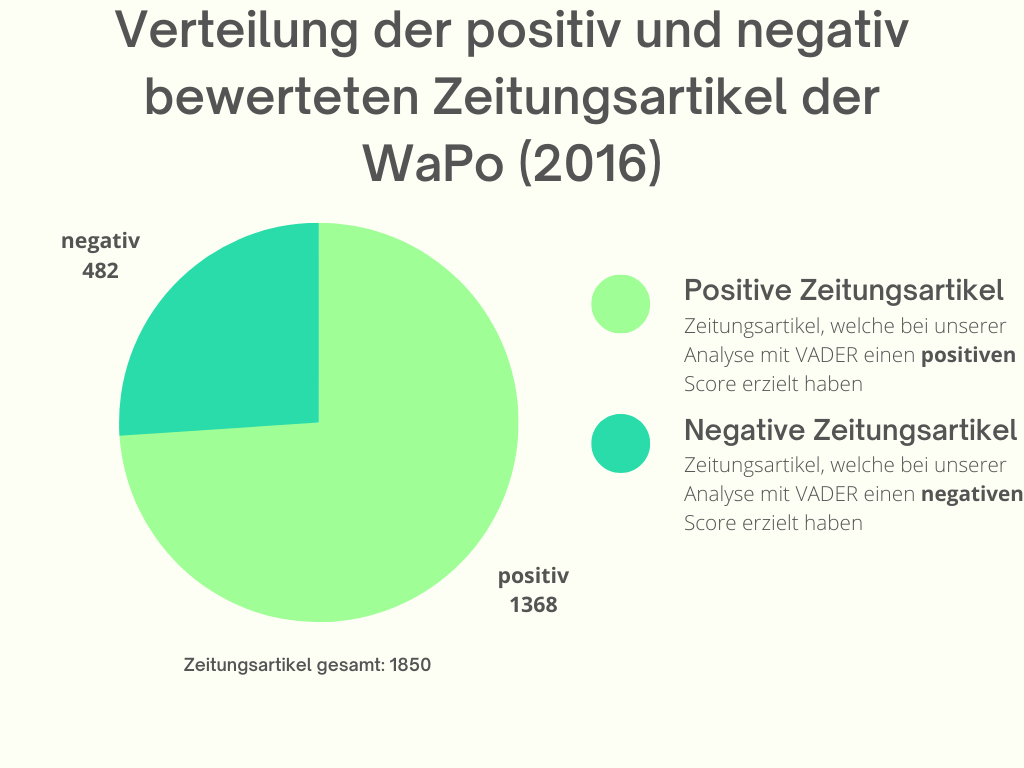 Verteilung der positiv und negativ
bewerteten Zeitungsartikel der
WaPo (2016)
negativ
482
Positive Zeitungsartikel
Zeitungsartikel, welche bei unserer
Analyse mit VADER einen positiven
Score erzielt haben
Negative Zeitungsartikel
Zeitungsartikel, welche bei unserer
Analyse mit VADER einen negativen
Score erzielt haben
positiv
1368
Zeitungsartikel gesamt: 1850